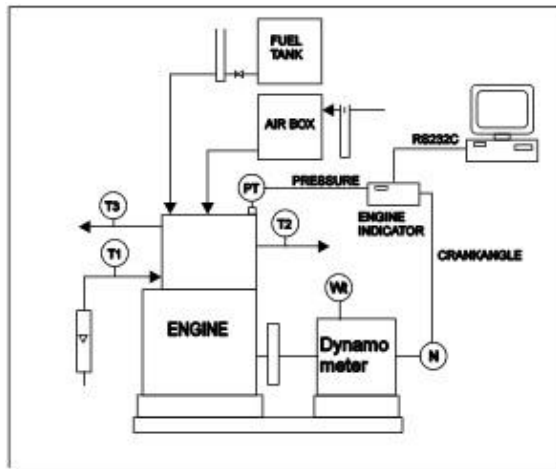 FUEL
TANK
AIR BOX
RS232C
PT
PRESSURE
ENGINE
INDICATOR
T3
T2
CRANKANGLE
T1
Wt
ENGINE
Dynamo
meter
N